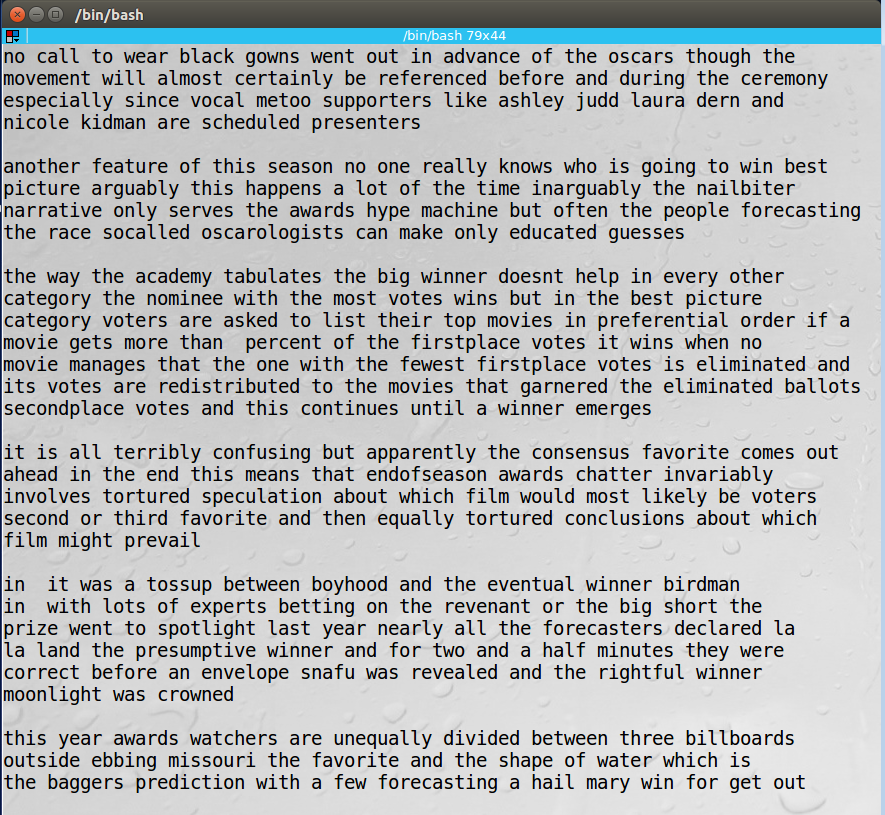 /bin/bash
/bin/bash 79x44
no call to wear black gowns went out in advance of the oscars though the
movement will almost certainly be referenced before and during the ceremony
especially since vocal metoo supporters like ashley judd laura dern and
nicole kidman are scheduled presenters

another feature of this season no one really knows who is going to win best
picture arguably this happens a lot of the time inarguably the nailbiter
narrative only serves the awards hype machine but often the people forecasting
the race socalled oscarologists can make only educated guesses

the way the academy tabulates the big winner doesnt help in every other
category the nominee with the most votes wins but in the best picture
category voters are asked to list their top movies in preferential order if a
movie gets more than  percent of the firstplace votes it wins when no
movie manages that the one with the fewest firstplace votes is eliminated and
its votes are redistributed to the movies that garnered the eliminated ballots
secondplace votes and this continues until a winner emerges

it is all terribly confusing but apparently the consensus favorite comes out
ahead in the end this means that endofseason awards chatter invariably
involves tortured speculation about which film would most likely be voters
second or third favorite and then equally tortured conclusions about which
film might prevail

in  it was a tossup between boyhood and the eventual winner birdman
in  with lots of experts betting on the revenant or the big short the
prize went to spotlight last year nearly all the forecasters declared la
la land the presumptive winner and for two and a half minutes they were
correct before an envelope snafu was revealed and the rightful winner
moonlight was crowned

this year awards watchers are unequally divided between three billboards
outside ebbing missouri the favorite and the shape of water which is
the baggers prediction with a few forecasting a hail mary win for get out